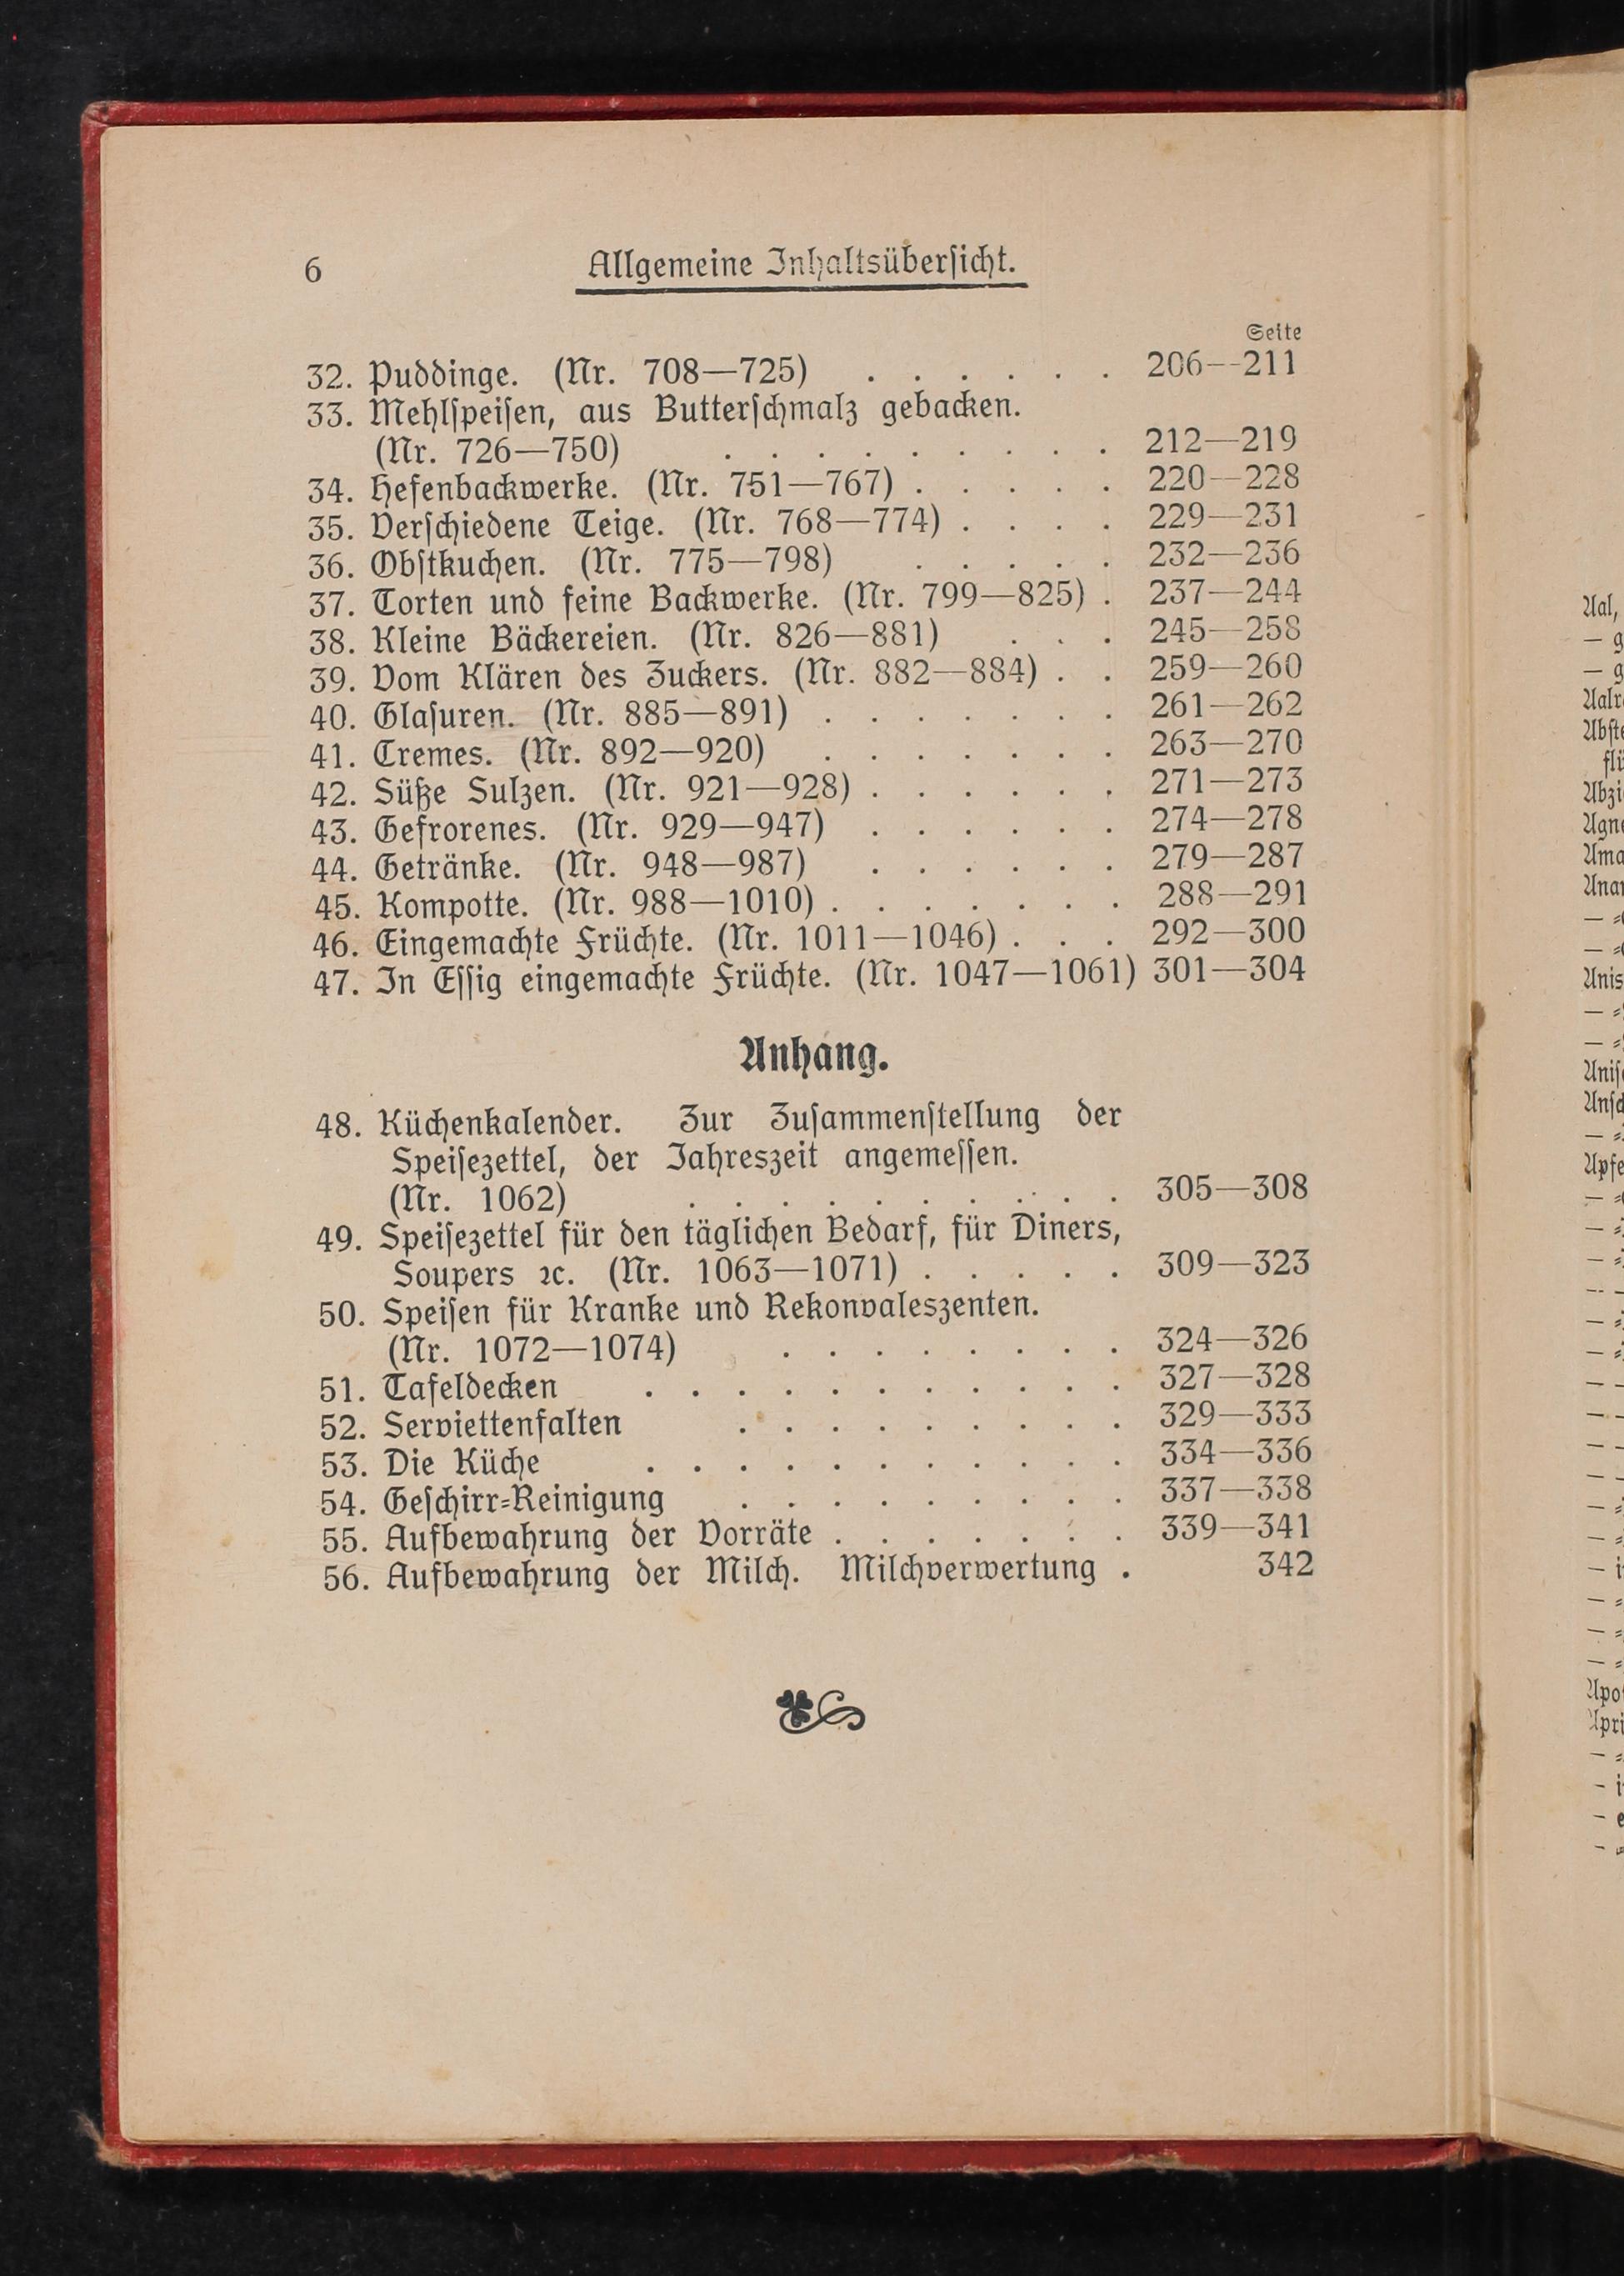 6 Allgemeine Inhaltsübersicht.
Seite
32. Puddinge. (Nr. 708—725) . . . . . . 206—211
33. Mehlspeisen, aus Butterschmalz gebacken.
(Nr. 726—750) . . . . . . . . . 212—219
34. Hefenbackwerke. (Nr. 751—767) . . . . . 220—228
35. Verschiedene Teige. (Nr. 768—774) . . . . 229—231
36. Obstkuchen. (Nr. 775—798) . . . . . 232—236
37. Torten und feine Backwerke. (Nr. 799—825) . 237—244
38. Kleine Bäckereien. (Nr. 826—881) . . . 245—258
39. Vom Klären des Zuckers. (Nr. 882—884) . . 259—260
40. Glasuren. (Nr. 885—891) . . . . . . . 261—262
41. Cremes. (Nr. 892—920) . . . . . . . 263—270
42. Süße Sulzen. (Nr. 921—928) . . . . . . 271—273
43. Gefrorenes. (Nr. 929—947) . . . . . . 274—278
44. Getränke. (Nr. 948—987) . . . . . . 279—287
45. Kompotte. (Nr. 988—1010) . . . . . . . 288—291
46. Eingemachte Früchte. (Nr. 1011—1046) . . . 292—300
47. In Essig eingemachte Früchte. (Nr. 1047—1061) 301—304
Anhang.
48. Küchenkalender. Zur Zusammenstellung der
Speisezettel, der Jahreszeit angemessen.
(Nr. 1062) . . . . . . . . . . 305—308
49. Speisezettel für den täglichen Bedarf, für Diners,
Soupers ꝛc. (Nr. 1063—1071) . . . . . 309—323
50. Speisen für Kranke und Rekonvaleszenten.
(Nr. 1072—1074) . . . . . . . . 324—326
51. Tafeldecken . . . . . . . . . . . 327—328
52. Serviettenfalten . . . . . . . . . 329—333
53. Die Küche . . . . . . . . . . . 334—336
54. Geschirr-Reinigung . . . . . . . . . 337—338
55. Aufbewahrung der Vorräte . . . . . . . 339—341
56. Aufbewahrung der Milch. Milchverwertung . 342
Aal,